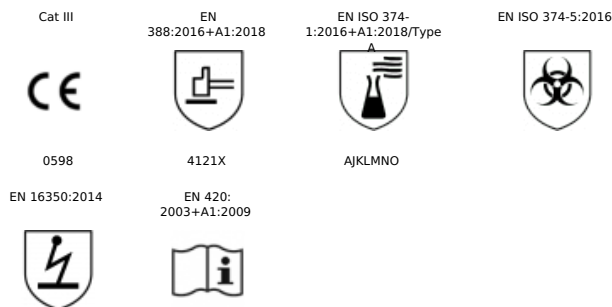 Cat III
EN
388:2016+A1:2018
EN ISO 374-
1:2016+A1:2018/Type
A
EN ISO 374-5:2016
CE
0598
4121X
AJKLMNO
EN 16350:2014
EN 420:
2003+A1:2009
i